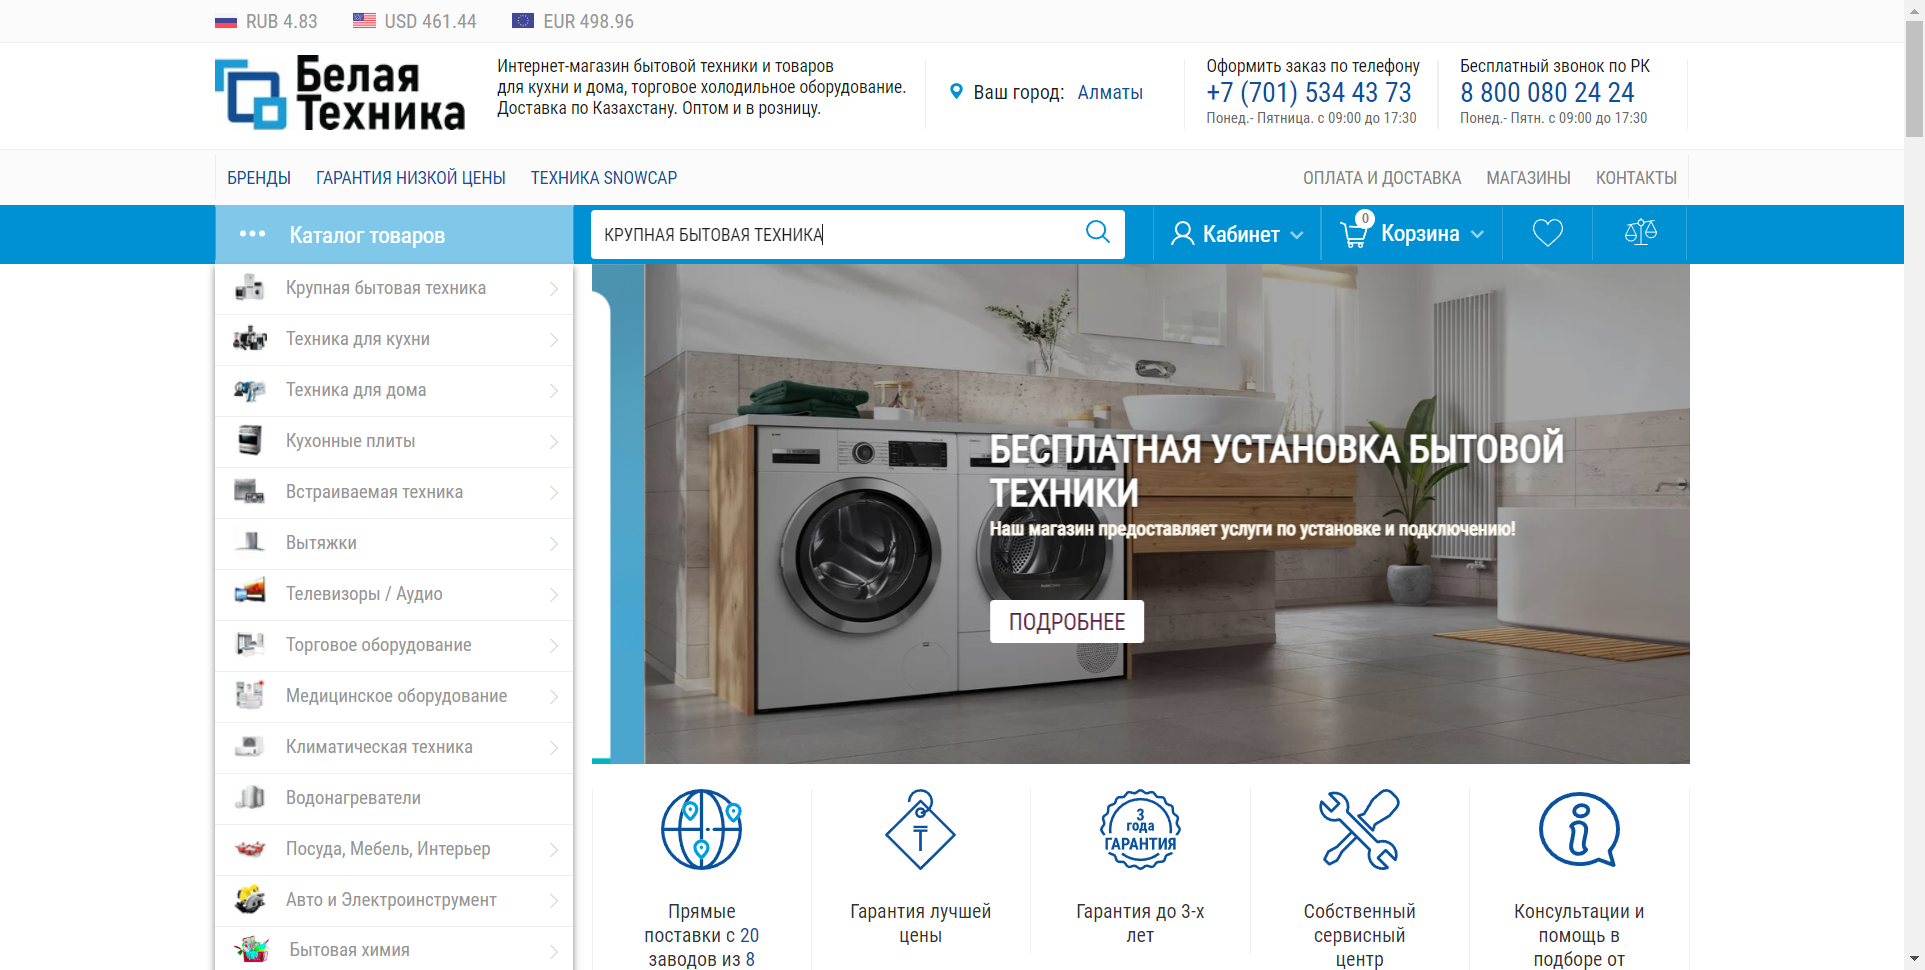 RUB 4.83
USD 461.44
EUR 498.96
Белая
Техника
Интернет-магазин бытовой техники и товаров
для кухни и дома, торговое холодильное оборудование.
Доставка по Казахстану. Оптом и в розницу.
Ваш город: Алматы
Оформить заказ по телефону
+7 (701) 534 43 73
Понед.- Пятница. с 09:00 до 17:30
Бесплатный звонок по РК
8 800 080 24 24
Понед.- Пятн. с 09:00 до 17:30
БРЕНДЫ
ГАРАНТИЯ НИЗКОЙ ЦЕНЫ
ТЕХНИКА SNOWCAP
ОПЛАТА И ДОСТАВКА
МАГАЗИНЫ
КОНТАКТЫ
Каталог товаров
КРУПНАЯ БЫТОВАЯ ТЕХНИКА
Кабинет
0
Корзина
Крупная бытовая техника
Техника для кухни
Техника для дома
Кухонные плиты
Встраиваемая техника
Вытяжки
Телевизоры / Аудио
Торговое оборудование
Медицинское оборудование
Климатическая техника
Водонагреватели
Посуда, Мебель, Интерьер
Авто и Электроинструмент
Бытовая химия
БЕСПЛАТНАЯ УСТАНОВКА БЫТОВОЙ
ТЕХНИКИ
Наш магазин предоставляет услуги по установке и подключению!
ПОДРОБНЕЕ
Прямые
поставки с 20
заводов из 8
₸
Гарантия лучшей
цены
3
года
ГАРАНТИЯ
Гарантия до 3-х
лет
Собственный
сервисный
центр
Консультации и
помощь в
подборе от